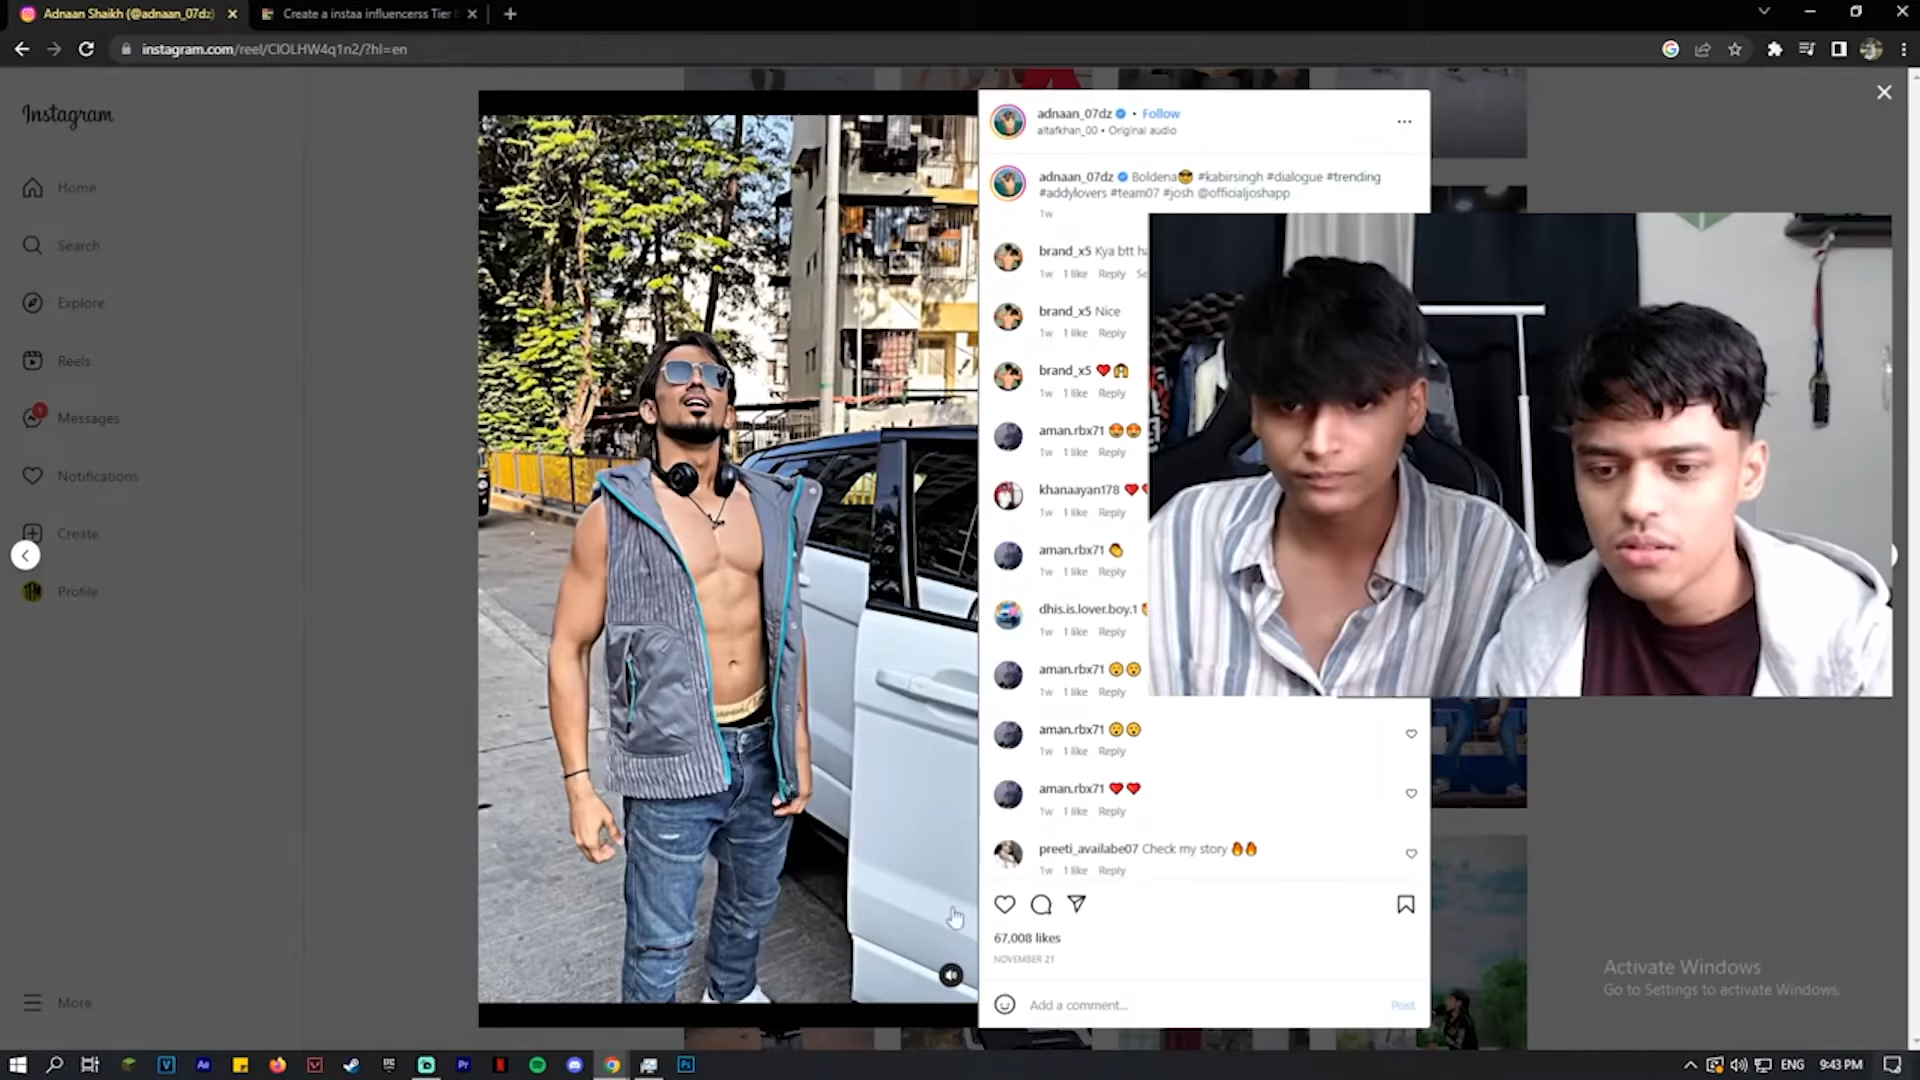 Adnaan Shaikh (@adnaan_07dz)
Create a instaa influencerss Tier
instagram.com/reel/ClOLHW4q1n2/?hl=en
Instagram
Home
Search
Explore
Reels
1
Messages
Notifications
Create
Profile
More
adnaan_07dz • Follow
altafkhan_00 • Original audio
adnaan_07dz Boldena😎 #kabirsingh #dialogue #trending
#addylovers #team07 #josh @officialjoshapp
1w
brand_x5 Kya btt ha
1w 1 like Reply Se
brand_x5 Nice
1w 1 like Reply
brand_x5 ❤️
1w 1 like Reply
aman.rbx71 😍😍
1w 1 like Reply
khanaayan178 ❤️
1w 1 like Reply
aman.rbx71 👏
1w 1 like Reply
dhis.is.lover.boy.1
1w 1 like Reply
aman.rbx71 😮😮
1w 1 like Reply
aman.rbx71 😮😮
1w 1 like Reply
aman.rbx71 ❤️❤️
1w 1 like Reply
preeti_availabe07 Check my story 🔥🔥
1w 1 like Reply
67,008 likes
NOVEMBER 21
Add a comment...
Post
Activate Windows
Go to Settings to activate Windows.
ENG
9:43 PM